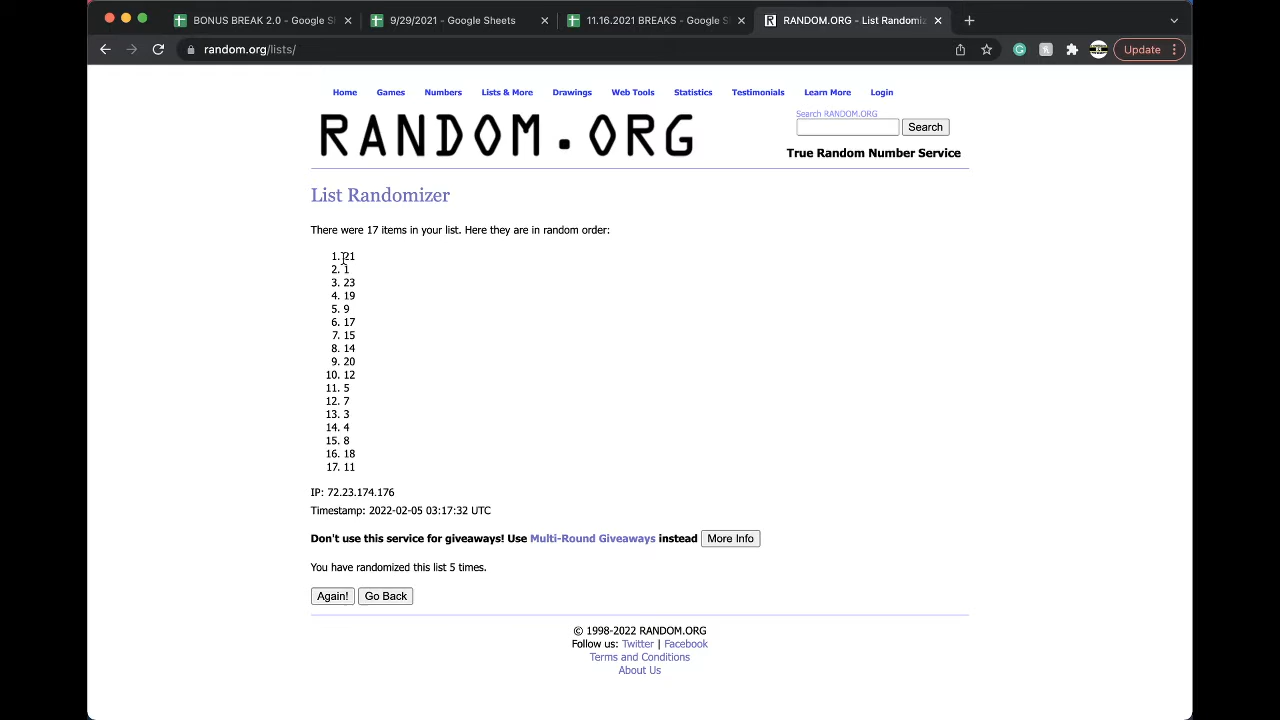 BONUS BREAK 2.0 - Google Sl
9/29/2021 - Google Sheets
11.16.2021 BREAKS - Google S
RANDOM.ORG - List Randomiz
random.org/lists/
Update
Home Games Numbers Lists & More Drawings Web Tools Statistics Testimonials Learn More Login
RANDOM.ORG
Search RANDOM.ORG
Search
True Random Number Service
List Randomizer
There were 17 items in your list. Here they are in random order:
1. 21
2. 1
3. 23
4. 19
5. 9
6. 17
7. 15
8. 14
9. 20
10. 12
11. 5
12. 7
13. 3
14. 4
15. 8
16. 18
17. 11
IP: 72.23.174.176
Timestamp: 2022-02-05 03:17:32 UTC
Don't use this service for giveaways! Use Multi-Round Giveaways instead More Info
You have randomized this list 5 times.
Again! Go Back
© 1998-2022 RANDOM.ORG
Follow us: Twitter | Facebook
Terms and Conditions
About Us